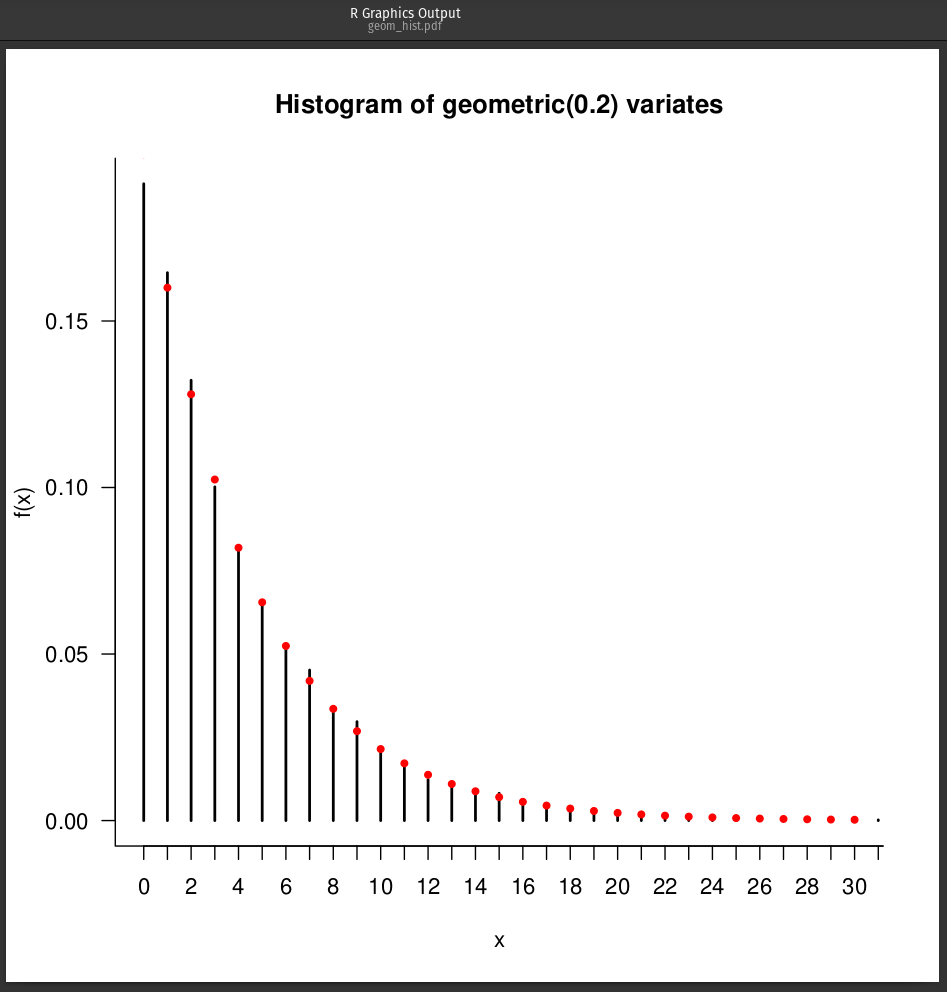 R Graphics Output
geom_hist.pdf
Histogram of geometric(0.2) variates
0.15
0.10
0.05
0.00
f(x)
0 2 4 6 8 10 12 14 16 18 20 22 24 26 28 30
x